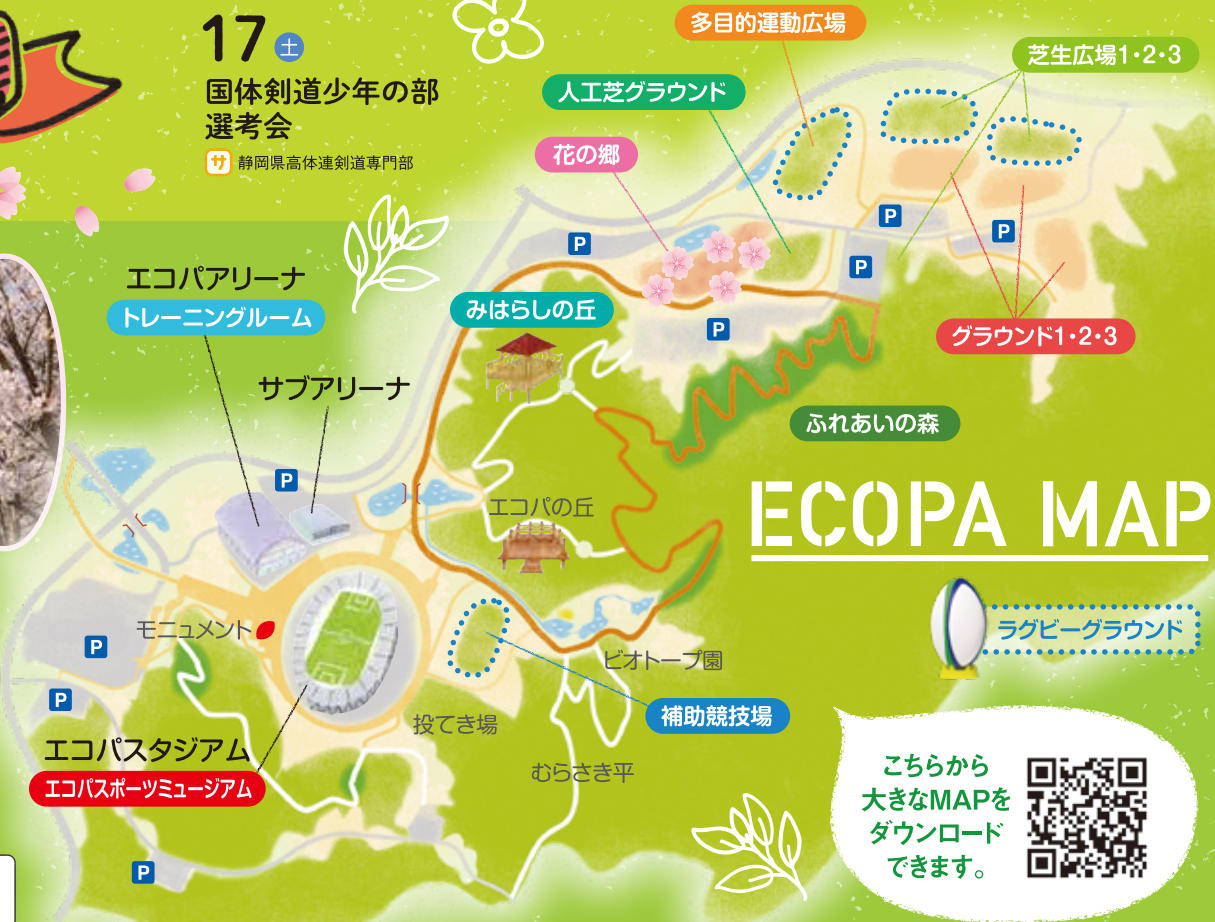 17 土
国体剣道少年の部
選考会
サ 静岡県高体連剣道専門部
多目的運動広場
芝生広場1・2・3
人工芝グラウンド
花の郷
P
P
P
P
P
エコパアリーナ
トレーニングルーム
みはらしの丘
グラウンド1・2・3
サブアリーナ
ふれあいの森
P
エコパの丘
ECOPA MAP
モニュメント
P
ラグビーグラウンド
ビオトープ園
P
投てき場
補助競技場
エコパスタジアム
エコパスポーツミュージアム
むらさき平
P
こちらから
大きなMAPを
ダウンロード
できます。